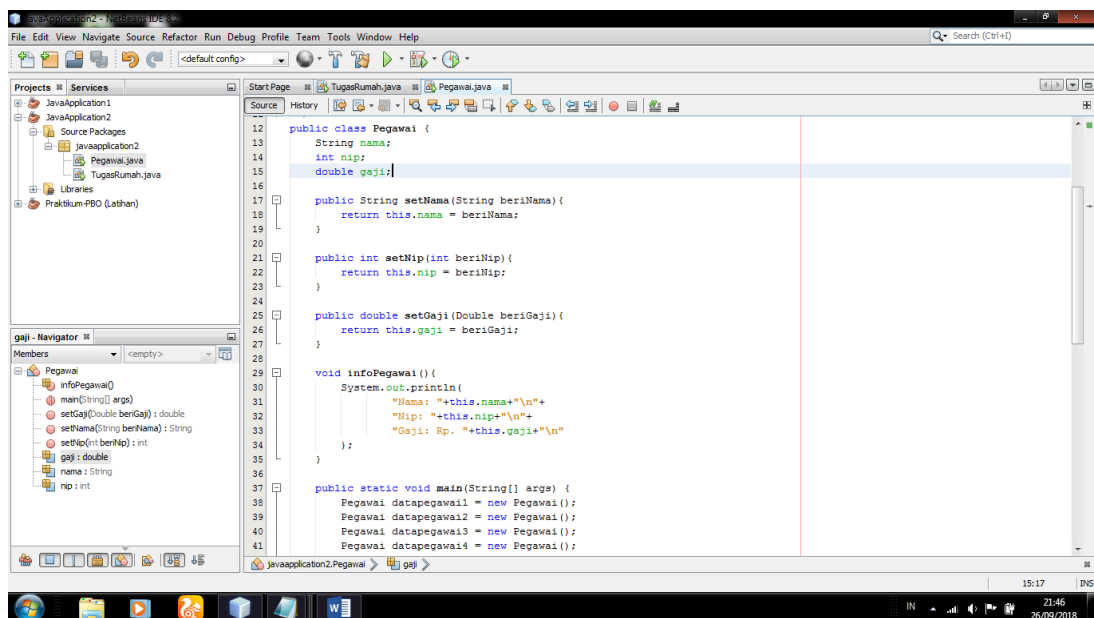 JavaApplication2 - NetBeans IDE 8.2
File Edit View Navigate Source Refactor Run Debug Profile Team Tools Window Help
Search (Ctrl+I)
<default config>
Projects Services
JavaApplication1
JavaApplication2
Source Packages
javaapplication2
Pegawai.java
TugasRumah.java
Libraries
Praktikum-PBO (Latihan)
gaji - Navigator
Members <empty>
Pegawai
infoPegawai()
main(String[] args)
setGaji(Double beriGaji) : double
setNama(String beriNama) : String
setNip(int beriNip) : int
gaji : double
nama : String
nip : int
Start Page TugasRumah.java Pegawai.java
Source History
12 public class Pegawai {
13 String nama;
14 int nip;
15 double gaji;
16
17 public String setNama(String beriNama){
18 return this.nama = beriNama;
19 }
20
21 public int setNip(int beriNip){
22 return this.nip = beriNip;
23 }
24
25 public double setGaji(Double beriGaji){
26 return this.gaji = beriGaji;
27 }
28
29 void infoPegawai(){
30 System.out.println(
31 "Nama: "+this.nama+"\n"+
32 "Nip: "+this.nip+"\n"+
33 "Gaji: Rp. "+this.gaji+"\n"
34 );
35 }
36
37 public static void main(String[] args) {
38 Pegawai datapegawai1 = new Pegawai();
39 Pegawai datapegawai2 = new Pegawai();
40 Pegawai datapegawai3 = new Pegawai();
41 Pegawai datapegawai4 = new Pegawai();
javaapplication2.Pegawai gaji
15:17 INS
IN 21:46
26/09/2018